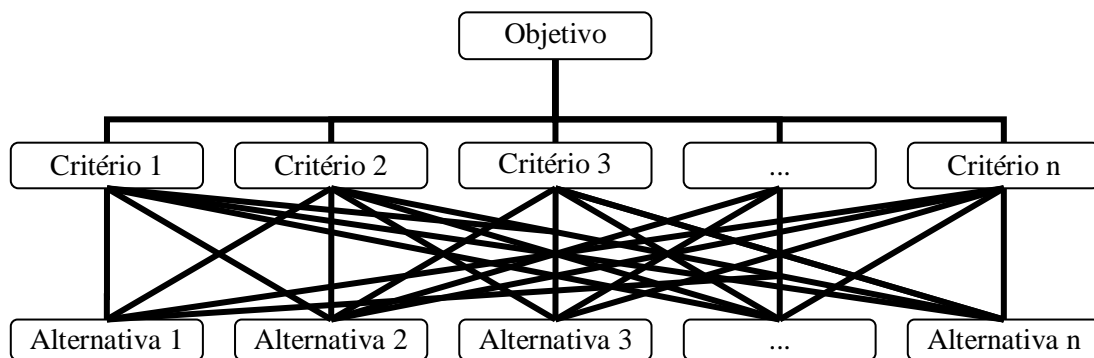 Objetivo
Critério 1
Critério 2
Critério 3
...
Critério n
Alternativa 1
Alternativa 2
Alternativa 3
...
Alternativa n